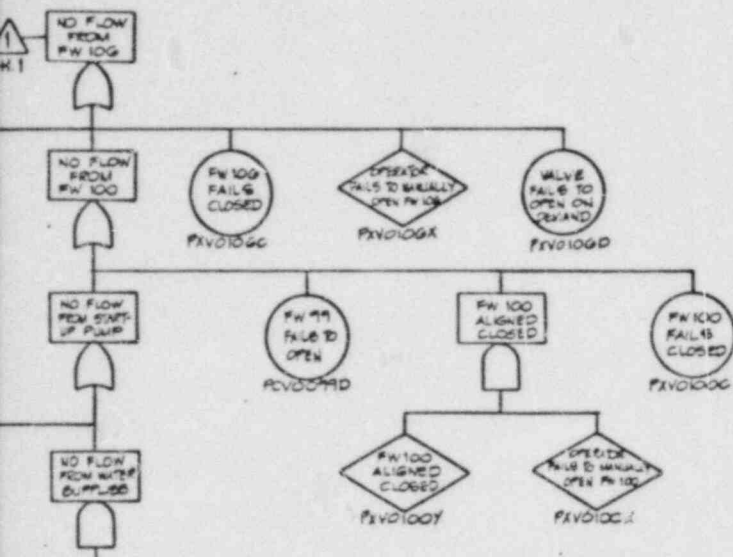 1
NO FLOW
FROM
FW 106
NO FLOW
FROM
FW 100
FW 106
FAILS
CLOSED
PXV0106C
OPERATOR
FAILS TO MANUALLY
OPEN FW 106
PXV0106X
VALVE
FAILS TO
OPEN ON
DEMAND
PXV0106D
NO FLOW
FROM START-
UP PUMP
FW 99
FAILS TO
OPEN
PCV0099D
FW 100
ALIGNED
CLOSED
FW 100
FAILS
CLOSED
PXV0100C
NO FLOW
FROM WATER
SUPPLIES
FW 100
ALIGNED
CLOSED
PXV0100Y
OPERATOR
FAILS TO MANUALLY
OPEN FW 100
PXV0100X